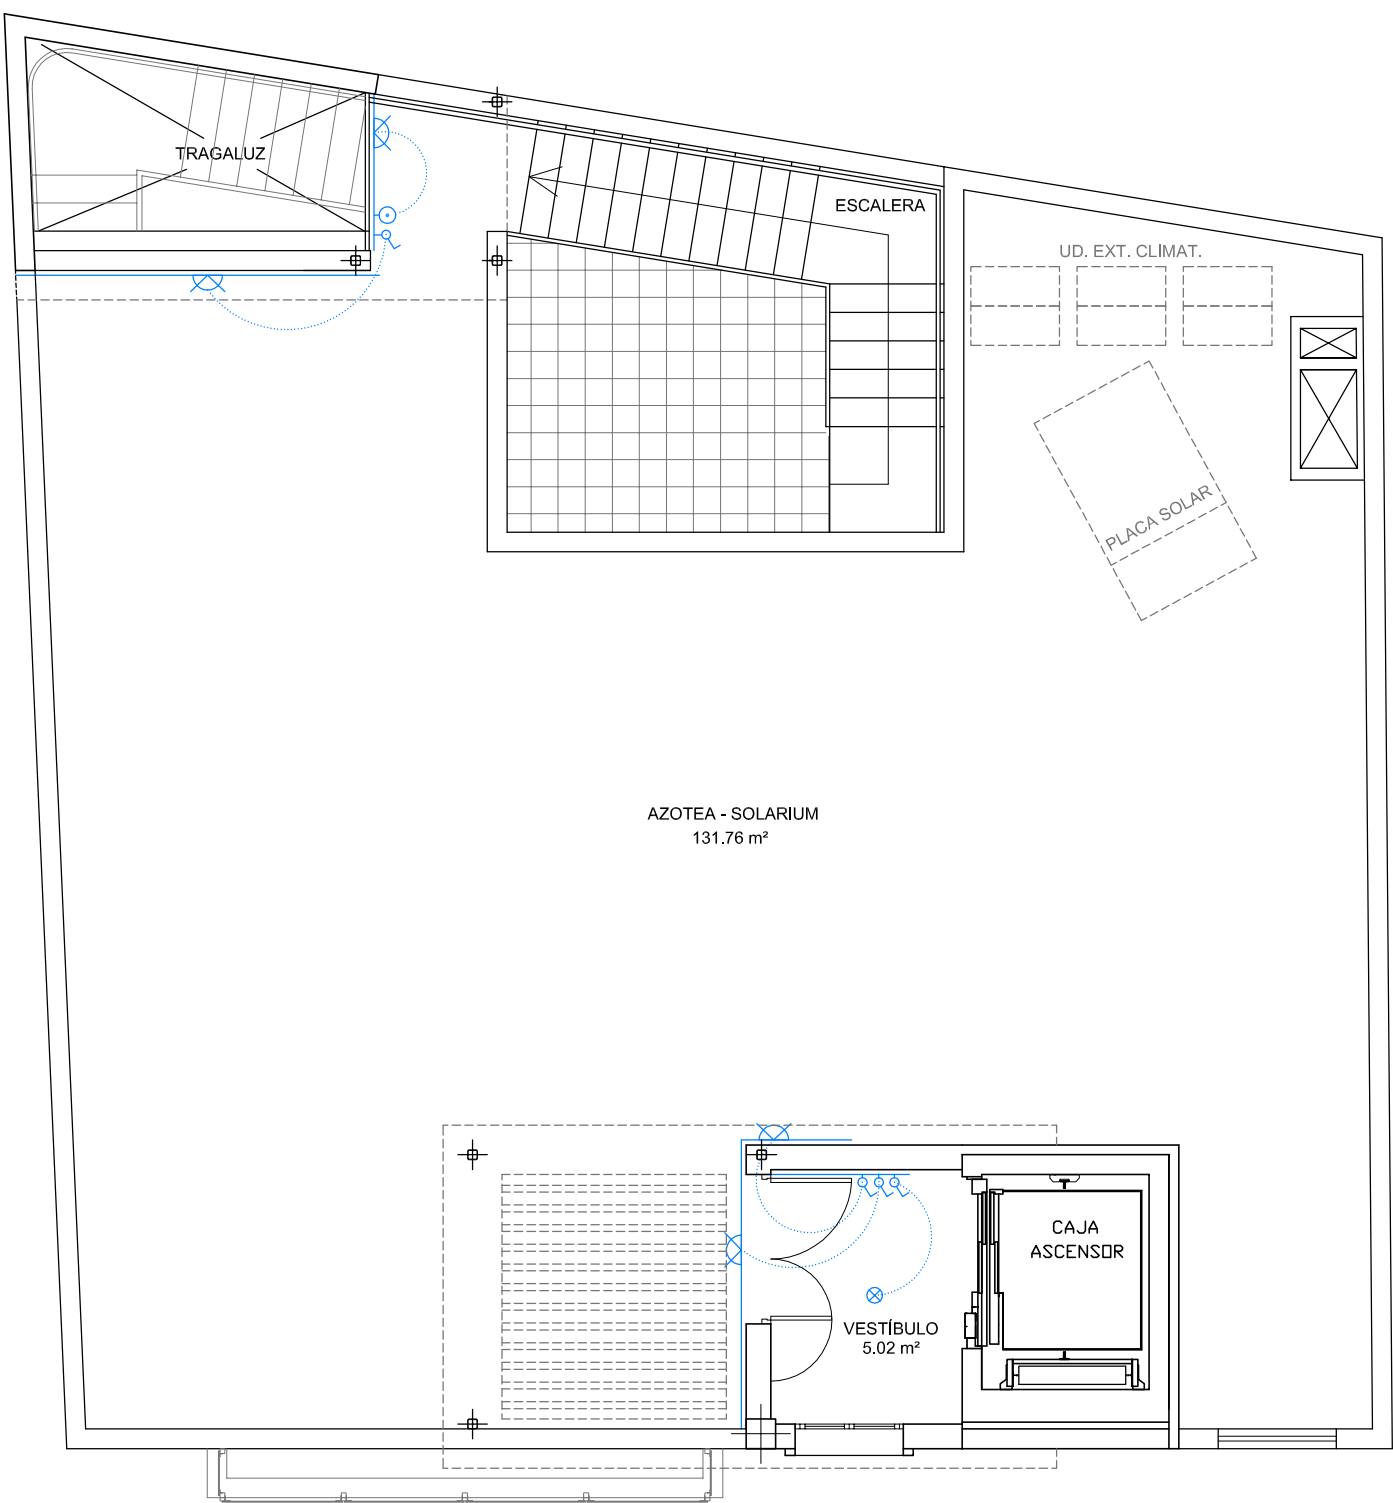 TRAGALUZ
ESCALERA
UD. EXT. CLIMAT.
PLACA SOLAR
AZOTEA - SOLARIUM
131.76 m²
CAJA
ASCENSOR
VESTÍBULO
5.02 m²